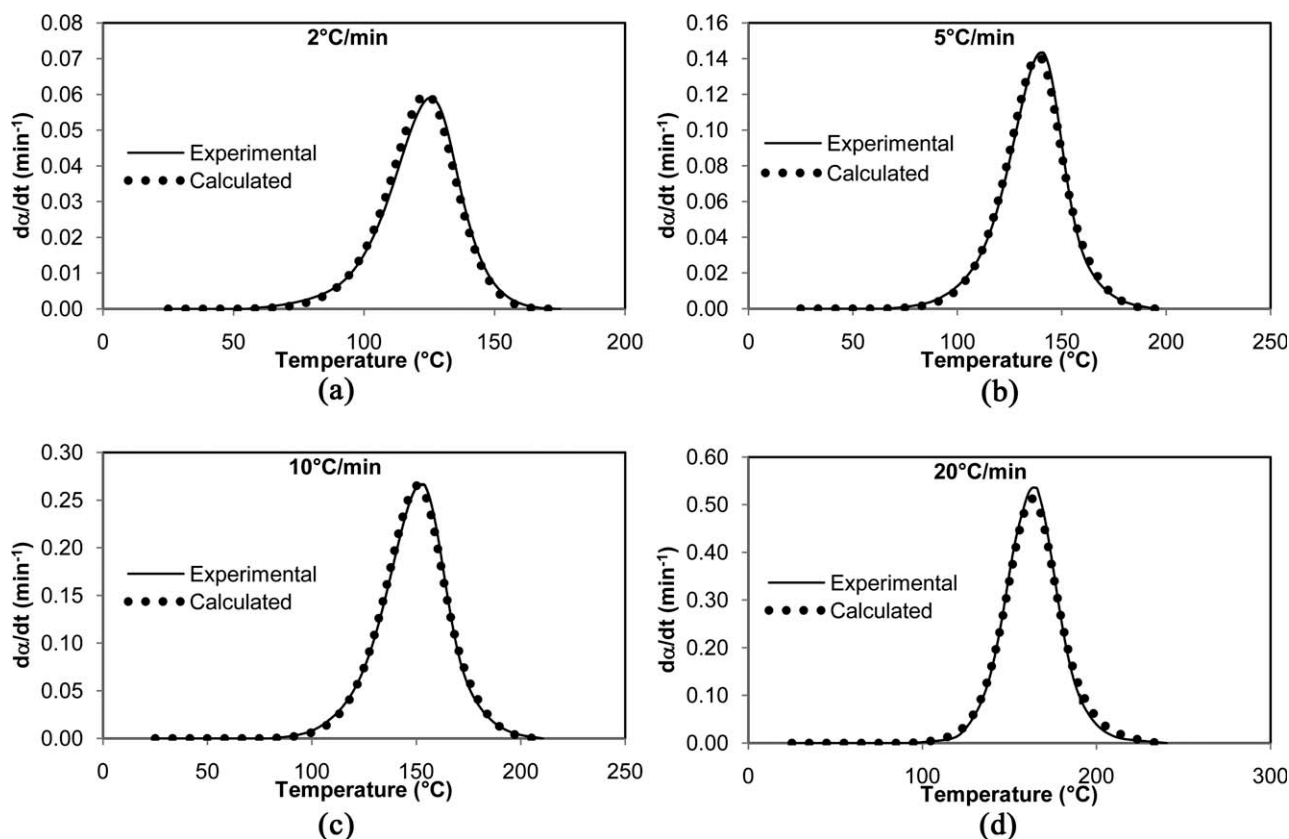 2°C/min
0.08
0.07
0.06
0.05
0.04
0.03
0.02
0.01
0.00
dα/dt (min⁻¹)
Experimental
Calculated
0 50 100 150 200
Temperature (°C)
(a)
5°C/min
0.16
0.14
0.12
0.10
0.08
0.06
0.04
0.02
0.00
dα/dt (min⁻¹)
Experimental
Calculated
0 50 100 150 200 250
Temperature (°C)
(b)
10°C/min
0.30
0.25
0.20
0.15
0.10
0.05
0.00
dα/dt (min⁻¹)
Experimental
Calculated
0 50 100 150 200 250
Temperature (°C)
(c)
20°C/min
0.60
0.50
0.40
0.30
0.20
0.10
0.00
dα/dt (min⁻¹)
Experimental
Calculated
0 100 200 300
Temperature (°C)
(d)